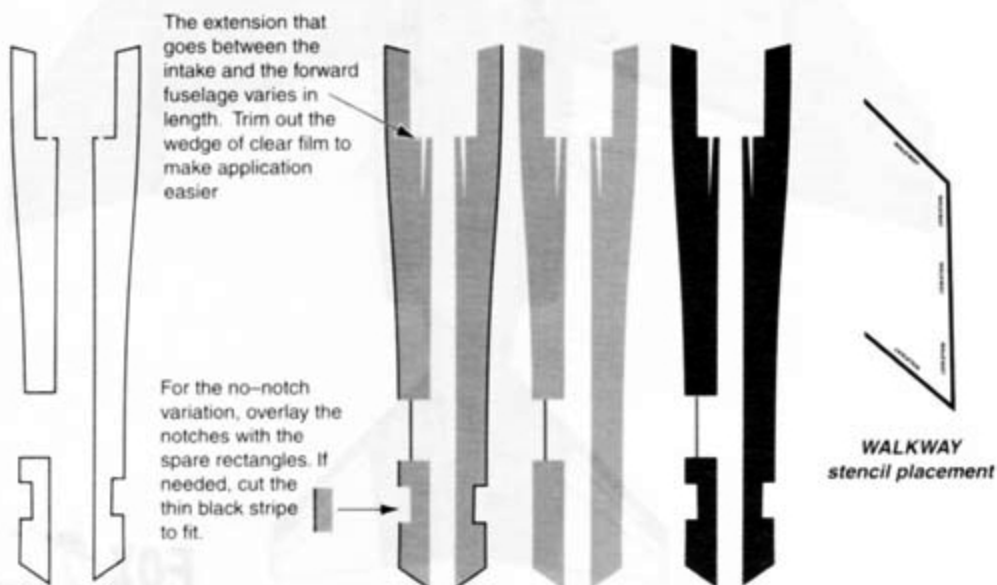 The extension that
goes between the
intake and the forward
fuselage varies in
length. Trim out the
wedge of clear film to
make application
easier
For the no–notch
variation, overlay the
notches with the
spare rectangles. If
needed, cut the
thin black stripe
to fit.
WALKWAY
stencil placement